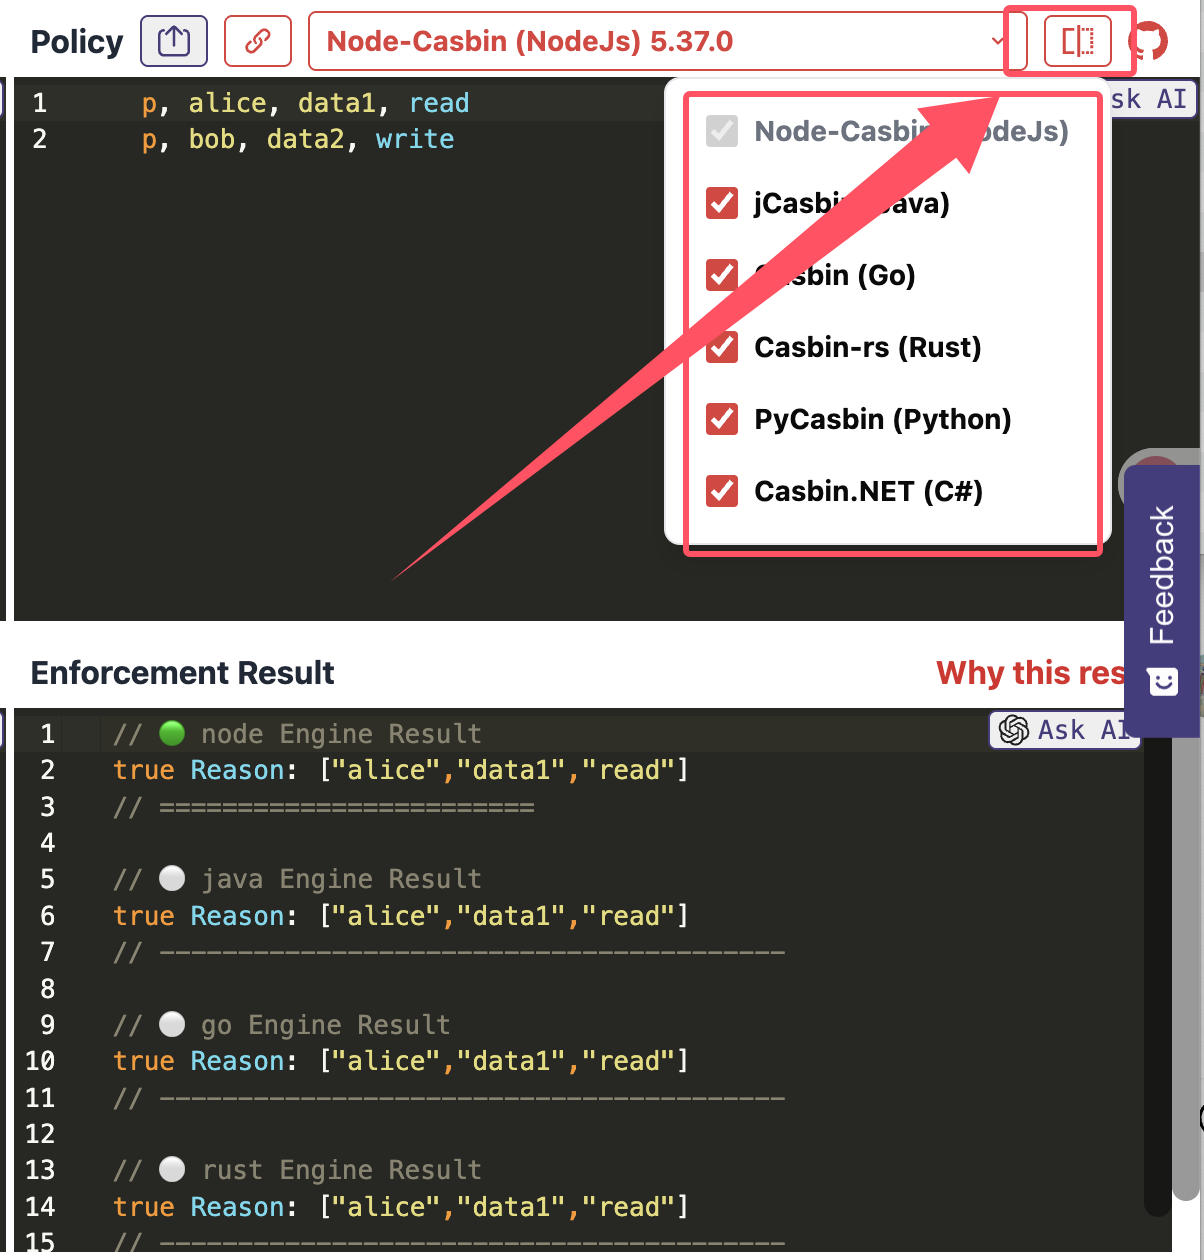 Policy
Node-Casbin (NodeJs) 5.37.0
1 p, alice, data1, read
2 p, bob, data2, write
sk AI
Node-Casbin odeJs)
jCasbi ava)
sbin (Go)
Casbin-rs (Rust)
PyCasbin (Python)
Casbin.NET (C#)
Feedback
Enforcement Result
Why this res
Ask AI
1 // 🟢 node Engine Result
2 true Reason: ["alice","data1","read"]
3 // ========================
4
5 // ⚪ java Engine Result
6 true Reason: ["alice","data1","read"]
7 // ----------------------------------------
8
9 // ⚪ go Engine Result
10 true Reason: ["alice","data1","read"]
11 // ----------------------------------------
12
13 // ⚪ rust Engine Result
14 true Reason: ["alice","data1","read"]
15 // ----------------------------------------